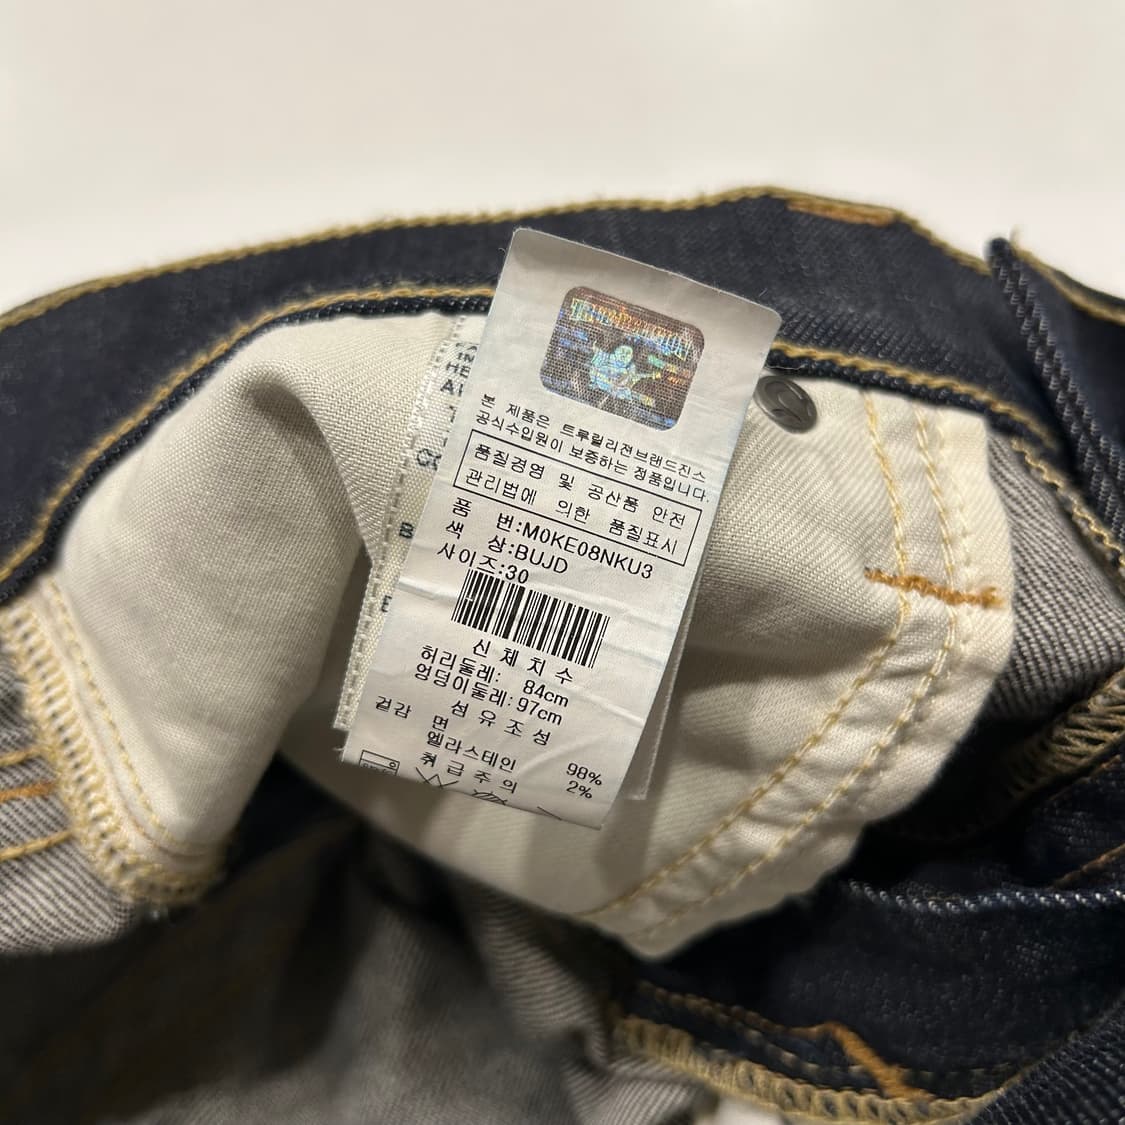 TRUE RELIGION
본 제품은 트루릴리젼브랜드진스
공식수입원이 보증하는 정품입니다.
품질경영 및 공산품 안전
관리법에 의한 품질표시
품 번:M0KE08NKU3
색 상:BUJD
사이즈:30
신 체 치 수
허리둘레: 84cm
엉덩이둘레: 97cm
섬 유 조 성
겉감 면 98%
엘라스테인 2%
취 급 주 의